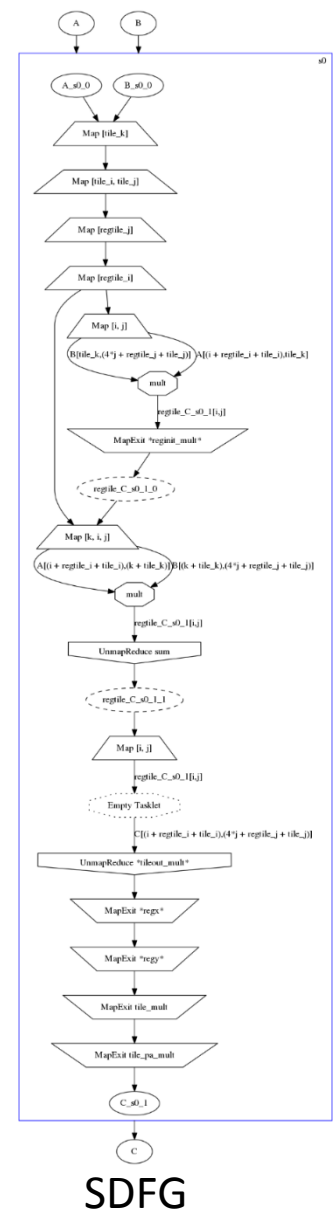 A
B
s0
A_s0_0
B_s0_0
Map [tile_k]
Map [tile_i, tile_j]
Map [regtile_j]
Map [regtile_i]
Map [i, j]
B[tile_k,(4*j + regtile_j + tile_j)]
A[(i + regtile_i + tile_i),tile_k]
mult
regtile_C_s0_1[i,j]
MapExit *reginit_mult*
regtile_C_s0_1_0
Map [k, i, j]
A[(i + regtile_i + tile_i),(k + tile_k)]
B[(k + tile_k),(4*j + regtile_j + tile_j)]
mult
regtile_C_s0_1[i,j]
UnmapReduce sum
regtile_C_s0_1_1
Map [i, j]
regtile_C_s0_1[i,j]
Empty Tasklet
C[(i + regtile_i + tile_i),(4*j + regtile_j + tile_j)]
UnmapReduce *tileout_mult*
MapExit *regx*
MapExit *regy*
MapExit tile_mult
MapExit tile_pa_mult
C_s0_1
C
SDFG